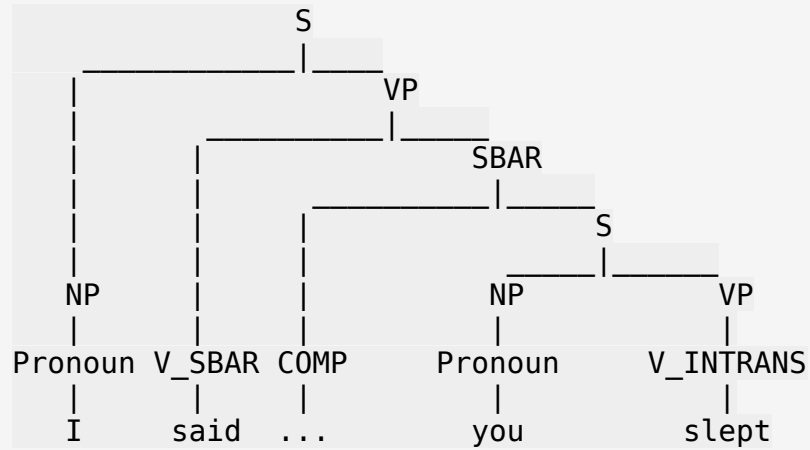 S
VP
SBAR
S
NP NP VP
Pronoun V_SBAR COMP Pronoun V_INTRANS
I said ... you slept